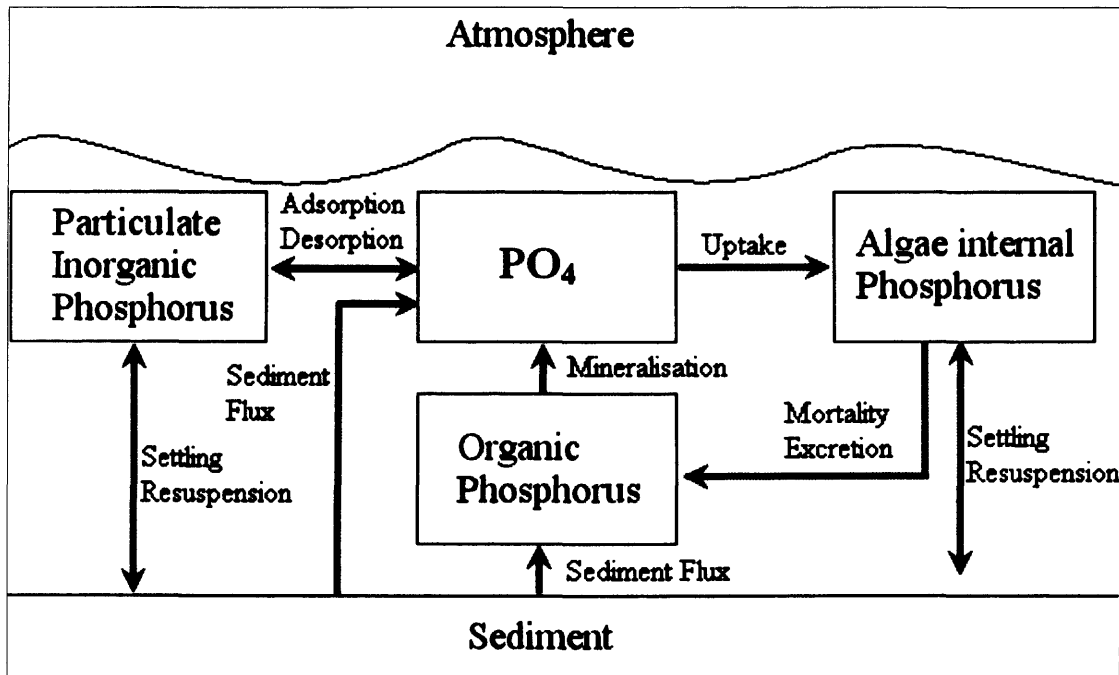 Atmosphere
Particulate
Inorganic
Phosphorus
Adsorption
Desorption
PO₄
Uptake
Algae internal
Phosphorus
Sediment
Flux
Mineralisation
Organic
Phosphorus
Mortality
Excretion
Settling
Resuspension
Settling
Resuspension
Sediment Flux
Sediment